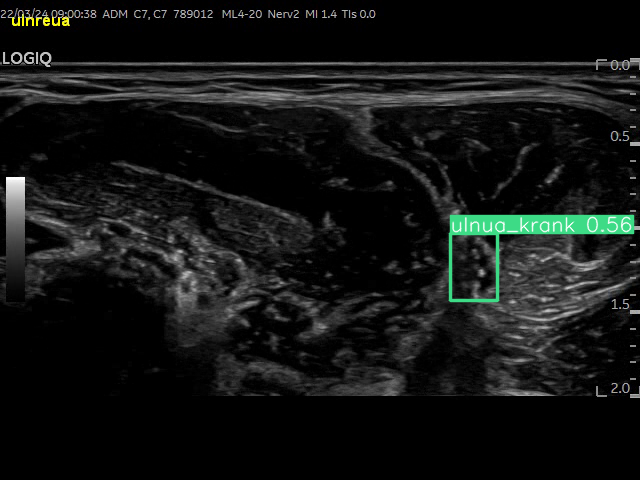 22/03/24 09:00:38 ADM C7, C7 789012 ML4-20 Nerv2 MI 1.4 TIs 0.0
uinreua
LOGIQ
0.0
0.5
ulnua_krank 0.56
1.5
2.0